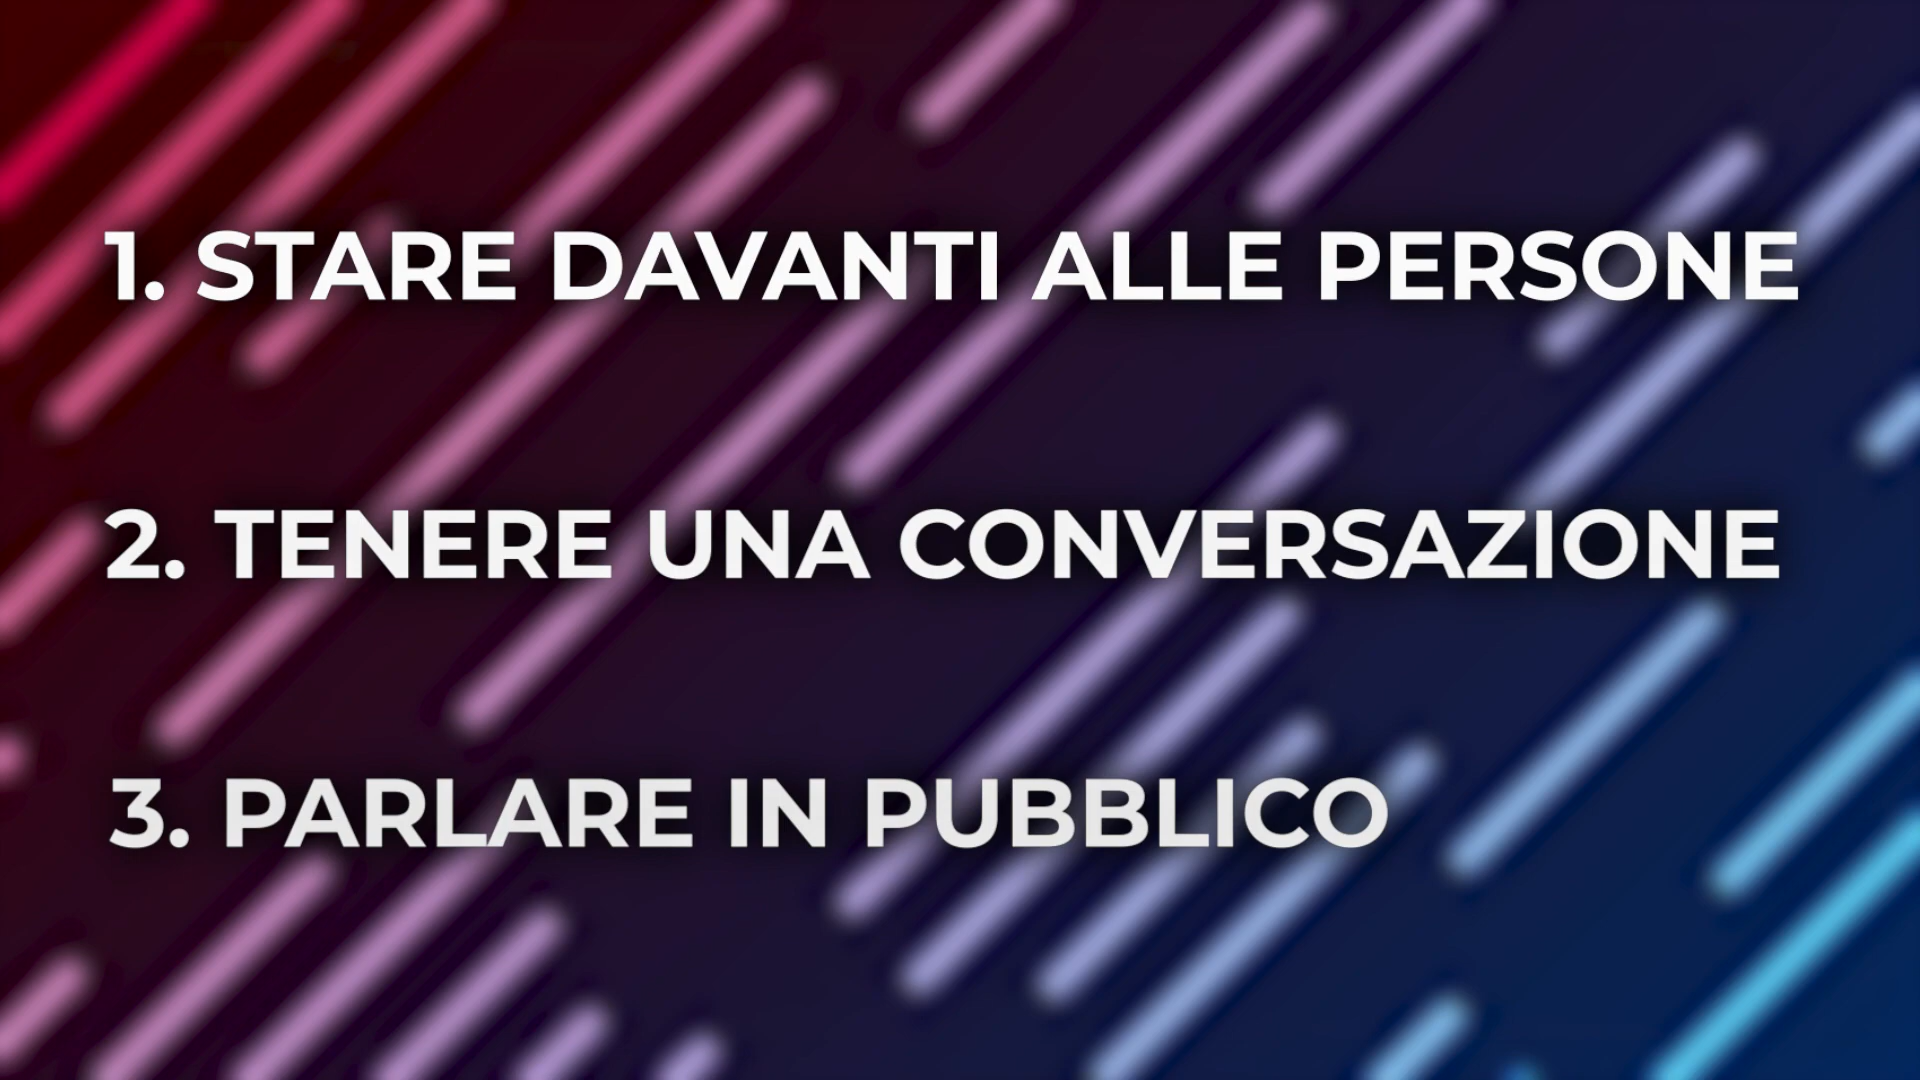 1. STARE DAVANTI ALLE PERSONE
2. TENERE UNA CONVERSAZIONE
3. PARLARE IN PUBBLICO